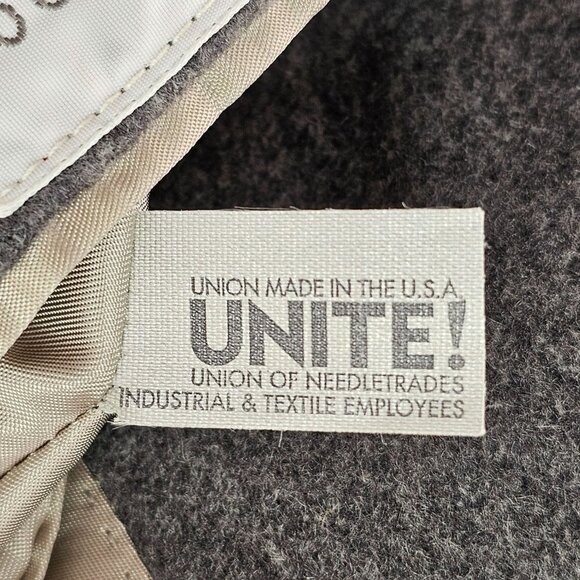 UNION MADE IN THE U.S.A.
UNITE!
UNION OF NEEDLETRADES
INDUSTRIAL & TEXTILE EMPLOYEES